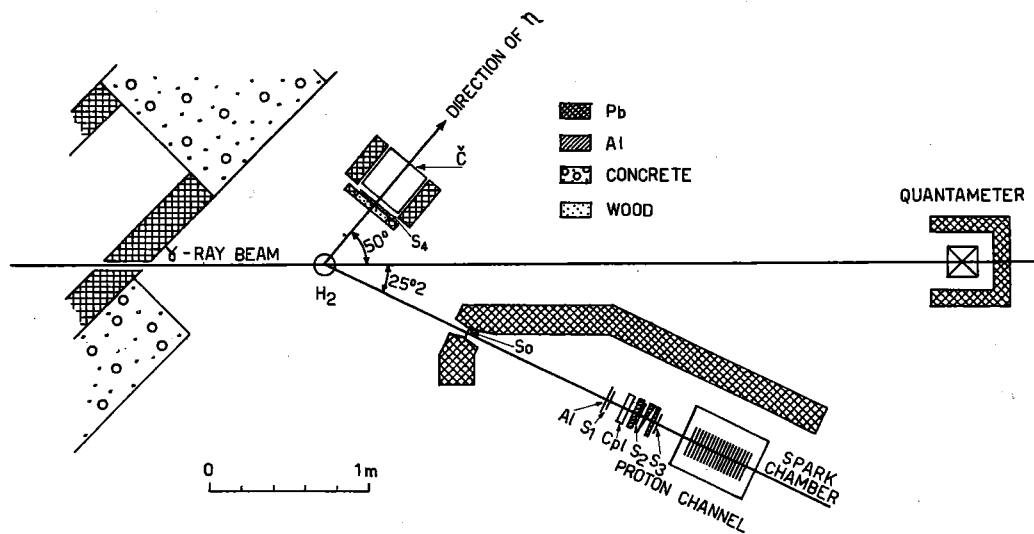 DIRECTION OF η
Č
Pb
Al
CONCRETE
WOOD
QUANTAMETER
S4
50°
γ-RAY BEAM
H2
25°2
So
Al S1 Cpl S2 S3
PROTON CHANNEL
SPARK
CHAMBER
0 1m